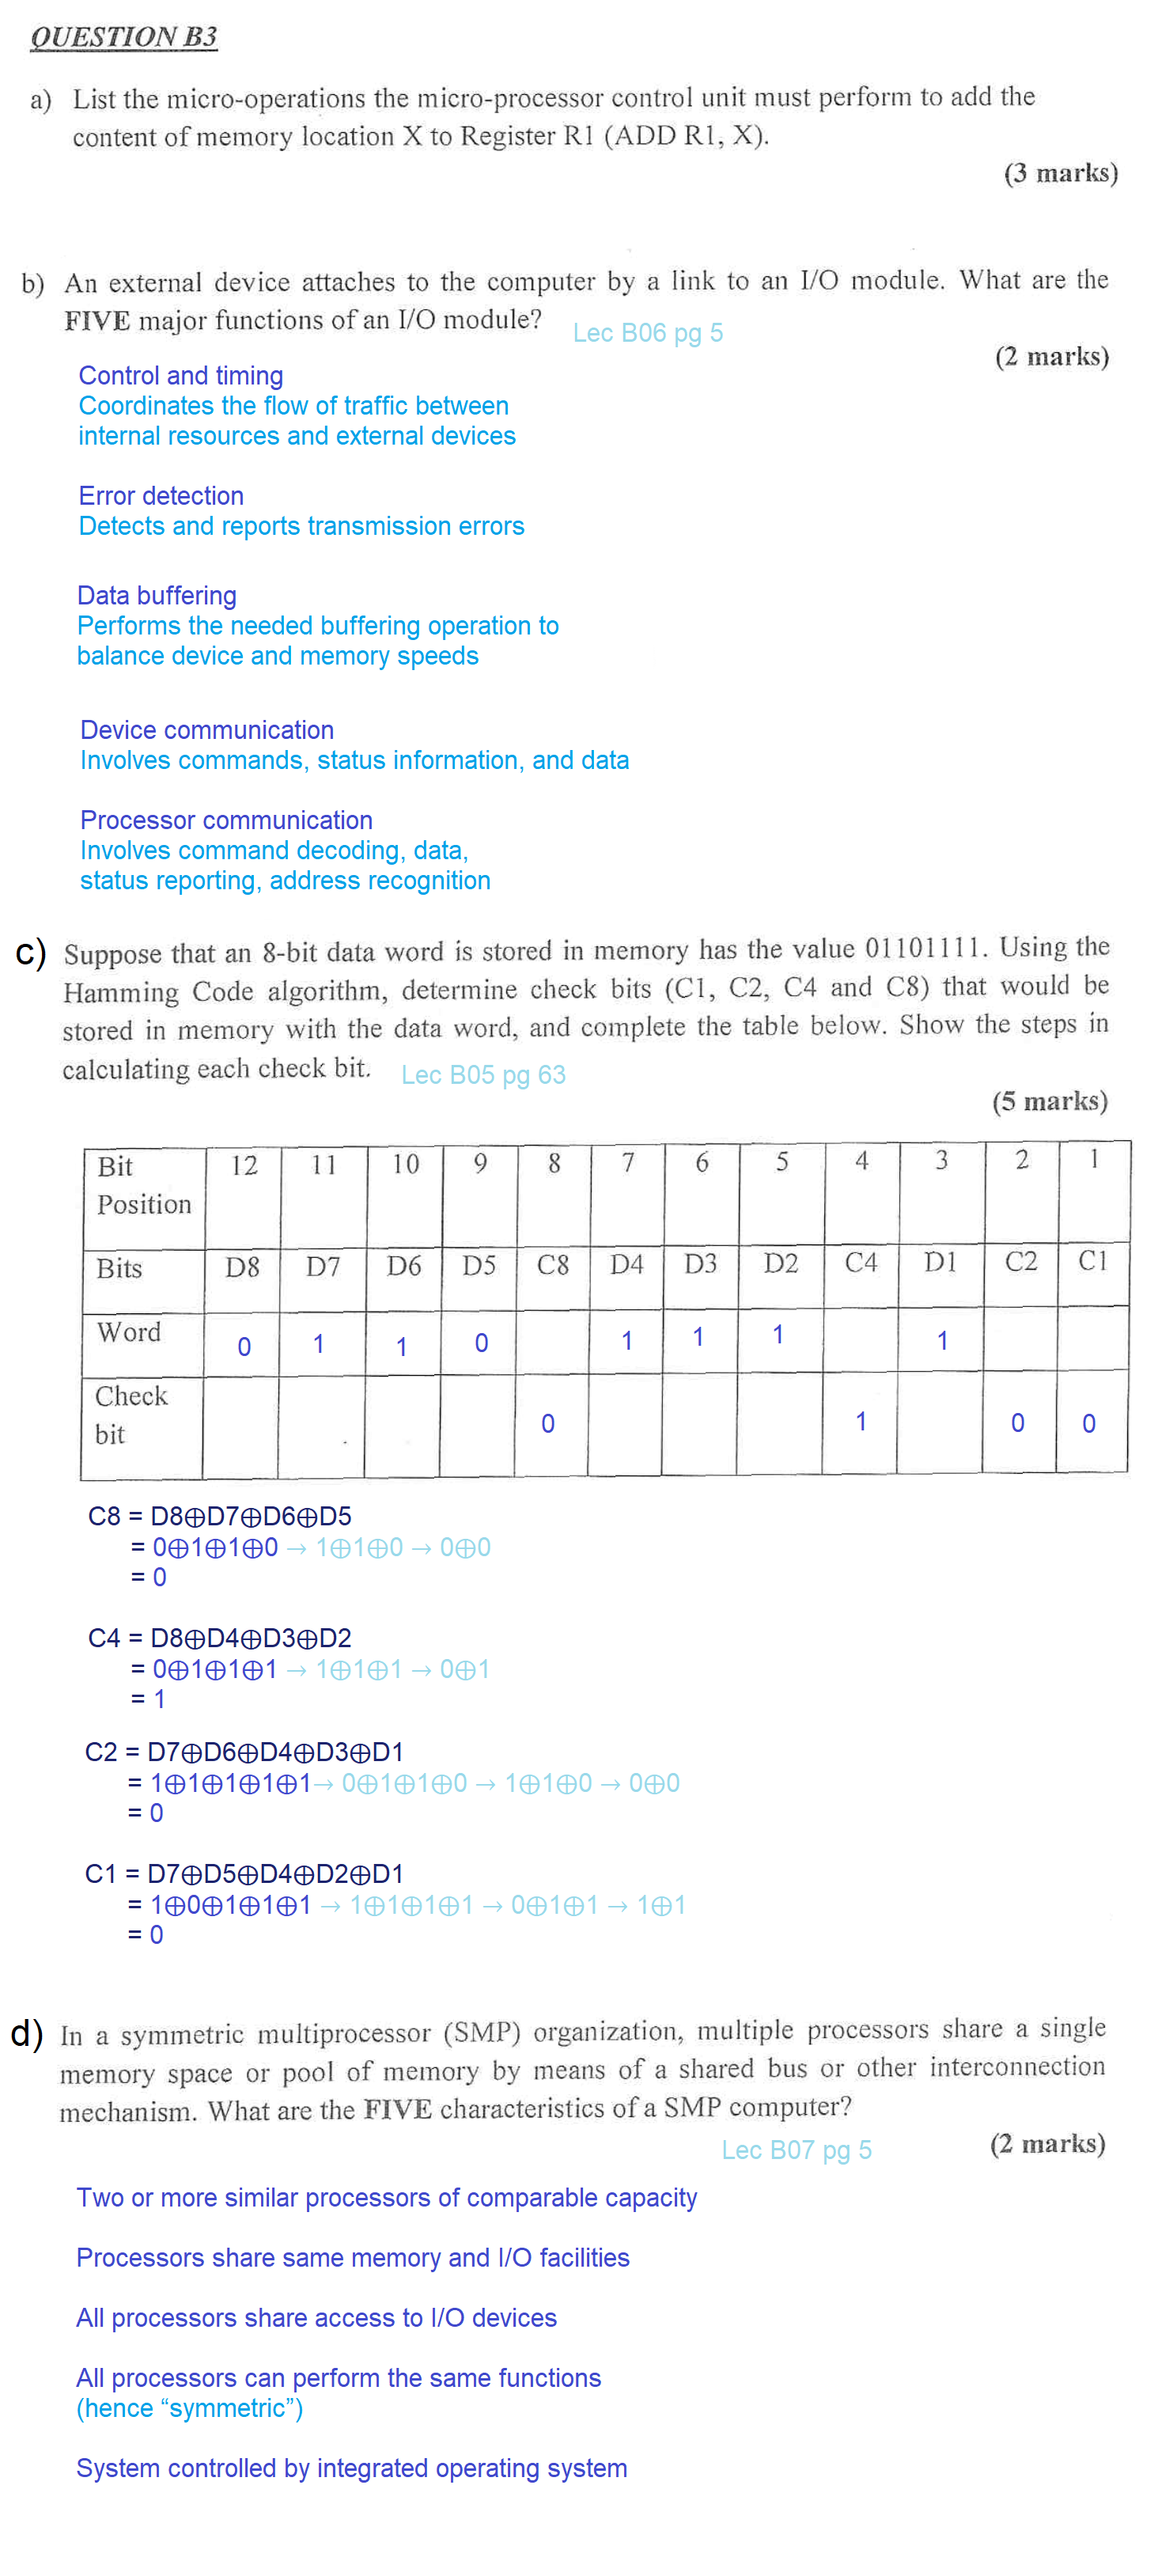 QUESTION B3
a) List the micro-operations the micro-processor control unit must perform to add the
content of memory location X to Register R1 (ADD R1, X).
(3 marks)
b) An external device attaches to the computer by a link to an I/O module. What are the
FIVE major functions of an I/O module?
Lec B06 pg 5
(2 marks)
Control and timing
Coordinates the flow of traffic between
internal resources and external devices
Error detection
Detects and reports transmission errors
Data buffering
Performs the needed buffering operation to
balance device and memory speeds
Device communication
Involves commands, status information, and data
Processor communication
Involves command decoding, data,
status reporting, address recognition
c) Suppose that an 8-bit data word is stored in memory has the value 01101111. Using the
Hamming Code algorithm, determine check bits (C1, C2, C4 and C8) that would be
stored in memory with the data word, and complete the table below. Show the steps in
calculating each check bit. Lec B05 pg 63
(5 marks)
Bit Position 12 11 10 9 8 7 6 5 4 3 2 1
Bits D8 D7 D6 D5 C8 D4 D3 D2 C4 D1 C2 C1
Word 0 1 1 0 1 1 1 1
Check bit 0 1 0 0
C8 = D8⊕D7⊕D6⊕D5
= 0⊕1⊕1⊕0 → 1⊕1⊕0 → 0⊕0
= 0
C4 = D8⊕D4⊕D3⊕D2
= 0⊕1⊕1⊕1 → 1⊕1⊕1 → 0⊕1
= 1
C2 = D7⊕D6⊕D4⊕D3⊕D1
= 1⊕1⊕1⊕1⊕1→ 0⊕1⊕1⊕0 → 1⊕1⊕0 → 0⊕0
= 0
C1 = D7⊕D5⊕D4⊕D2⊕D1
= 1⊕0⊕1⊕1⊕1 → 1⊕1⊕1⊕1 → 0⊕1⊕1 → 1⊕1
= 0
d) In a symmetric multiprocessor (SMP) organization, multiple processors share a single
memory space or pool of memory by means of a shared bus or other interconnection
mechanism. What are the FIVE characteristics of a SMP computer?
Lec B07 pg 5
(2 marks)
Two or more similar processors of comparable capacity
Processors share same memory and I/O facilities
All processors share access to I/O devices
All processors can perform the same functions
(hence “symmetric”)
System controlled by integrated operating system